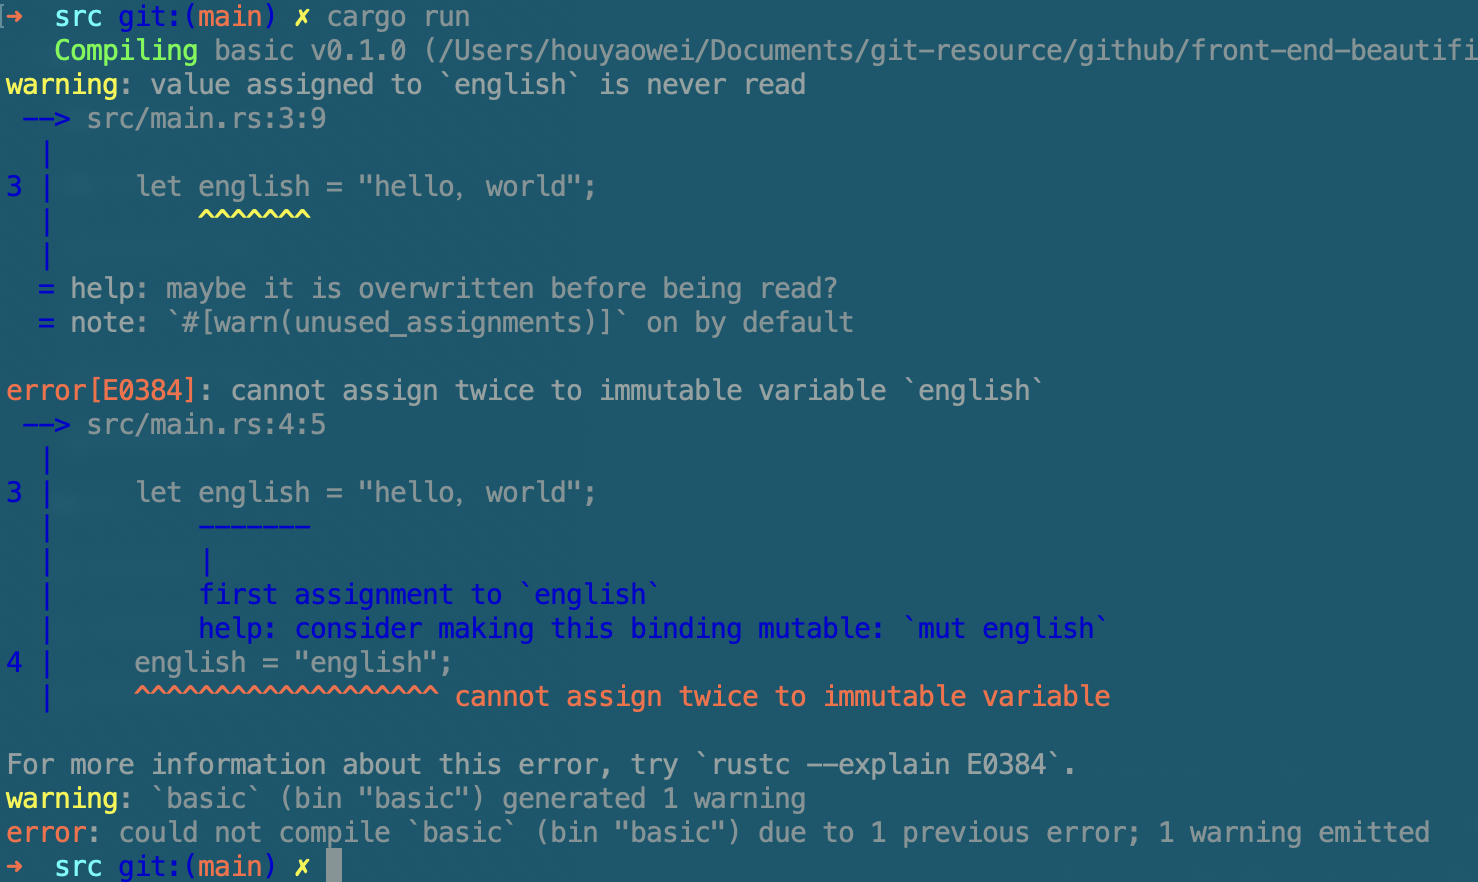 [➜  src git:(main) ✗ cargo run
   Compiling basic v0.1.0 (/Users/houyaowei/Documents/git-resource/github/front-end-beautifi
warning: value assigned to `english` is never read
 --> src/main.rs:3:9
  |
3 |     let english = "hello, world";
  |         ^^^^^^^
  |
  = help: maybe it is overwritten before being read?
  = note: `#[warn(unused_assignments)]` on by default

error[E0384]: cannot assign twice to immutable variable `english`
 --> src/main.rs:4:5
  |
3 |     let english = "hello, world";
  |         -------
  |         |
  |         first assignment to `english`
  |         help: consider making this binding mutable: `mut english`
4 |     english = "english";
  |     ^^^^^^^^^^^^^^^^^^^ cannot assign twice to immutable variable

For more information about this error, try `rustc --explain E0384`.
warning: `basic` (bin "basic") generated 1 warning
error: could not compile `basic` (bin "basic") due to 1 previous error; 1 warning emitted
➜  src git:(main) ✗